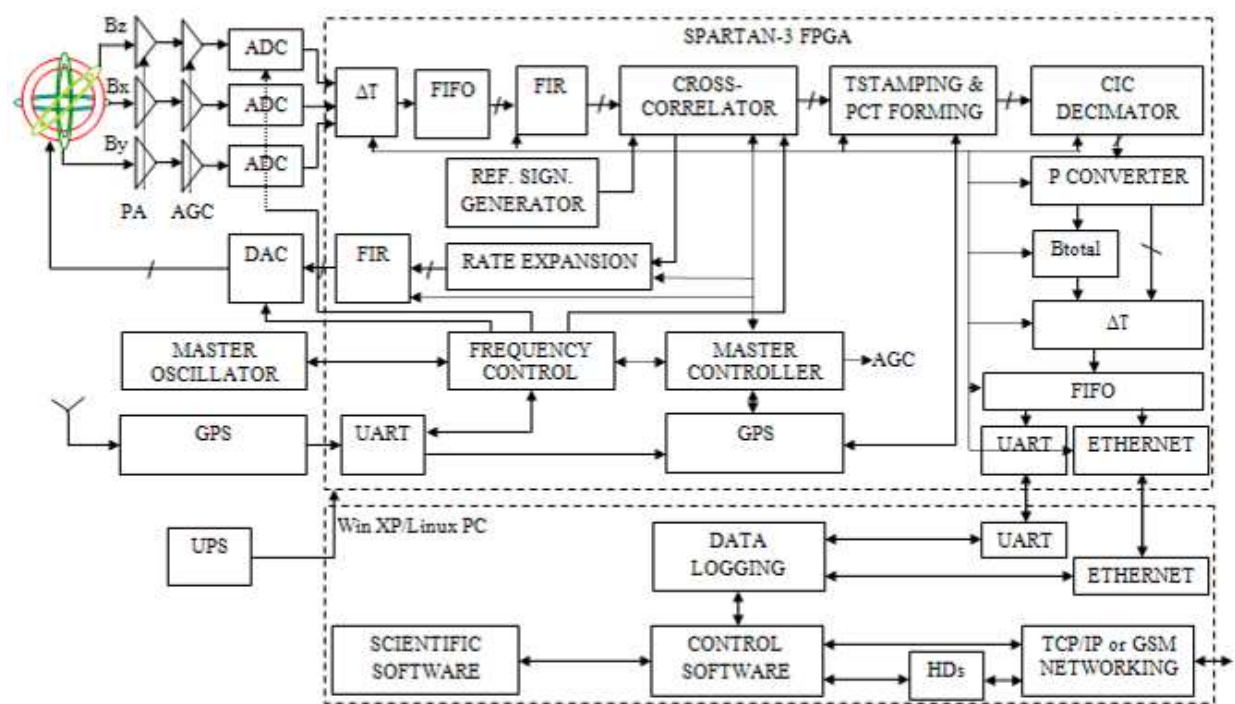 Bz
ADC
SPARTAN-3 FPGA
Bx
ADC
ΔT
FIFO
FIR
CROSS-
CORRELATOR
TSTAMPING &
PCT FORMING
CIC
DECIMATOR
By
ADC
REF. SIGN.
GENERATOR
P CONVERTER
PA
AGC
DAC
FIR
RATE EXPANSION
Btotal
ΔT
MASTER
OSCILLATOR
FREQUENCY
CONTROL
MASTER
CONTROLLER
AGC
FIFO
GPS
UART
GPS
UART
ETHERNET
Win XP/Linux PC
UPS
DATA
LOGGING
UART
ETHERNET
SCIENTIFIC
SOFTWARE
CONTROL
SOFTWARE
HDs
TCP/IP or GSM
NETWORKING